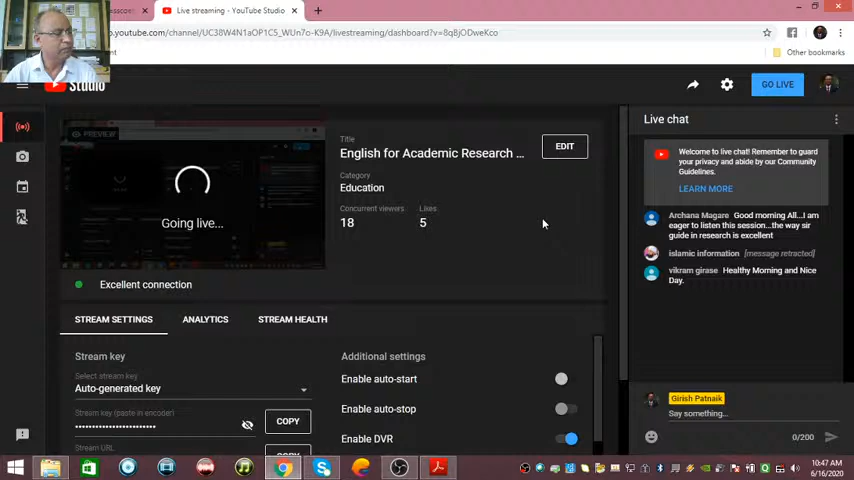 Live streaming - YouTube Studio
youtube.com/channel/UC38W4N1aOP1C5_WUn7o-K9A/livestreaming/dashboard?v=8qBjODweKco
Other bookmarks
Studio
GO LIVE
PREVIEW
Going live...
Title
English for Academic Research ...
EDIT
Category
Education
Concurrent viewers
Likes
18
5
Excellent connection
STREAM SETTINGS
ANALYTICS
STREAM HEALTH
Stream key
Select stream key
Auto-generated key
Stream key (paste in encoder)
COPY
Stream URL
COPY
Additional settings
Enable auto-start
Enable auto-stop
Enable DVR
Live chat
Welcome to live chat! Remember to guard
your privacy and abide by our Community
Guidelines.
LEARN MORE
Archana Magare Good morning All...I am
eager to listen this session...the way sir
guide in research is excellent
islamic information [message retracted]
vikram girase Healthy Morning and Nice
Day.
Girish Patnaik
Say something...
0/200
10:47 AM
6/16/2020